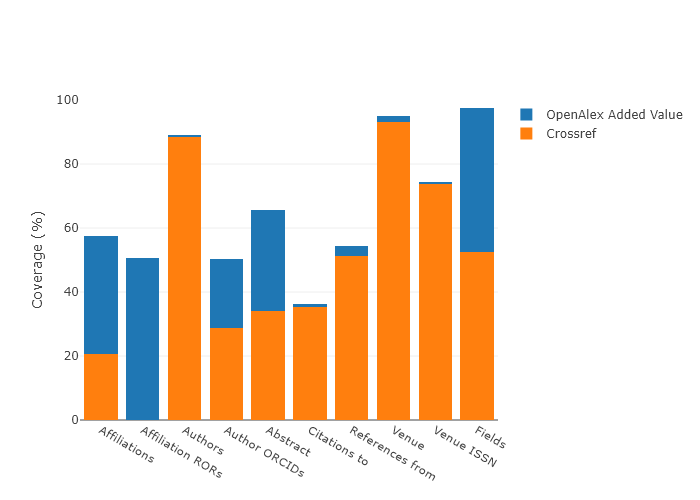 100
80
60
40
20
0
Coverage (%)
Affiliations
Affiliation RORs
Authors
Author ORCIDs
Abstract
Citations to
References from
Venue
Venue ISSN
Fields
OpenAlex Added Value
Crossref